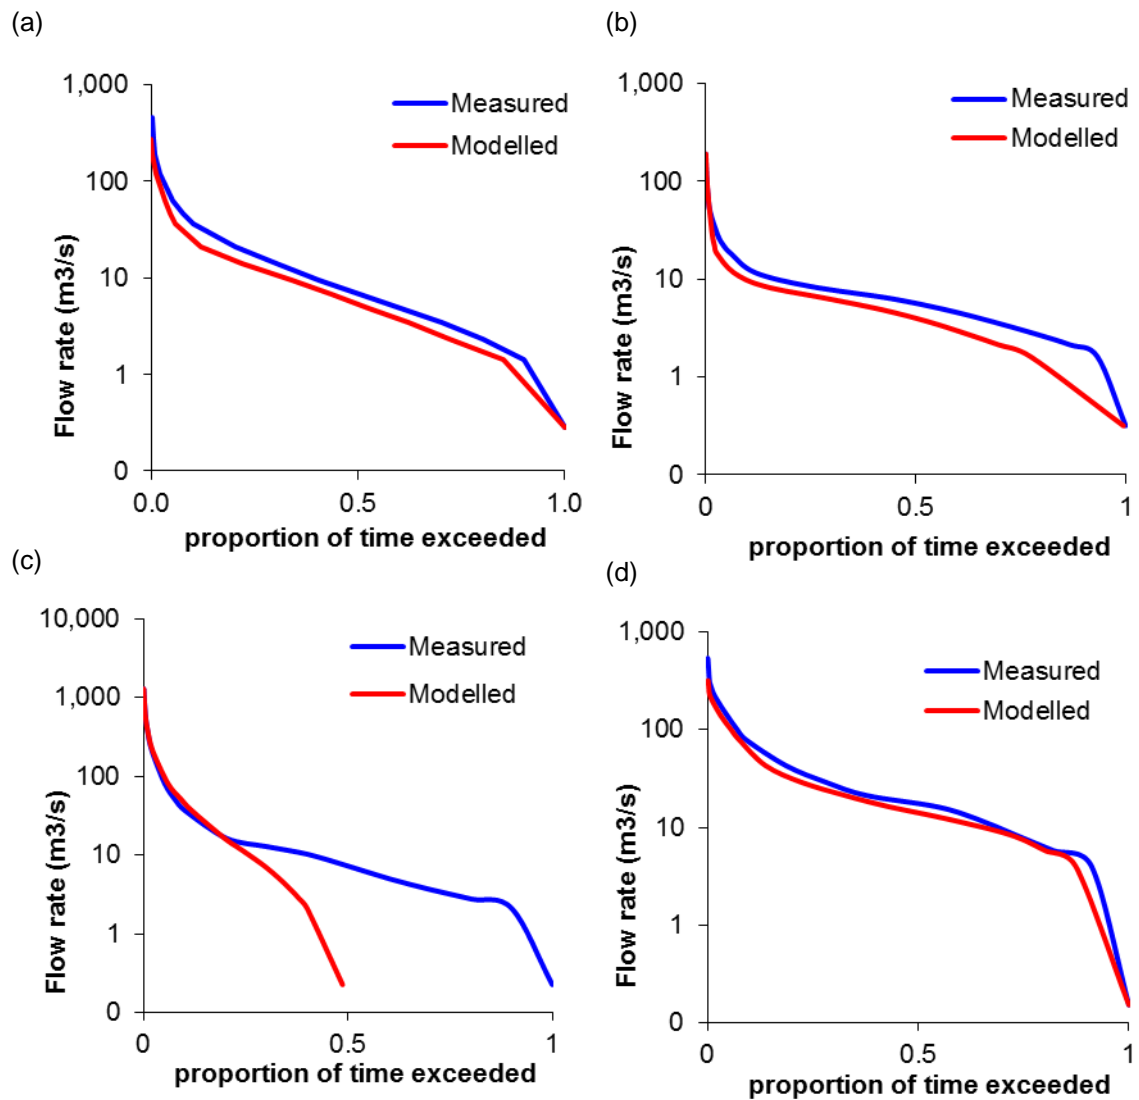 (a)
1,000
100
10
1
0
Flow rate (m3/s)
Measured
Modelled
0.0 0.5 1.0
proportion of time exceeded
(b)
1,000
100
10
1
0
Flow rate (m3/s)
Measured
Modelled
0 0.5 1
proportion of time exceeded
(c)
10,000
1,000
100
10
1
0
Flow rate (m3/s)
Measured
Modelled
0 0.5 1
proportion of time exceeded
(d)
1,000
100
10
1
0
Flow rate (m3/s)
Measured
Modelled
0 0.5 1
proportion of time exceeded